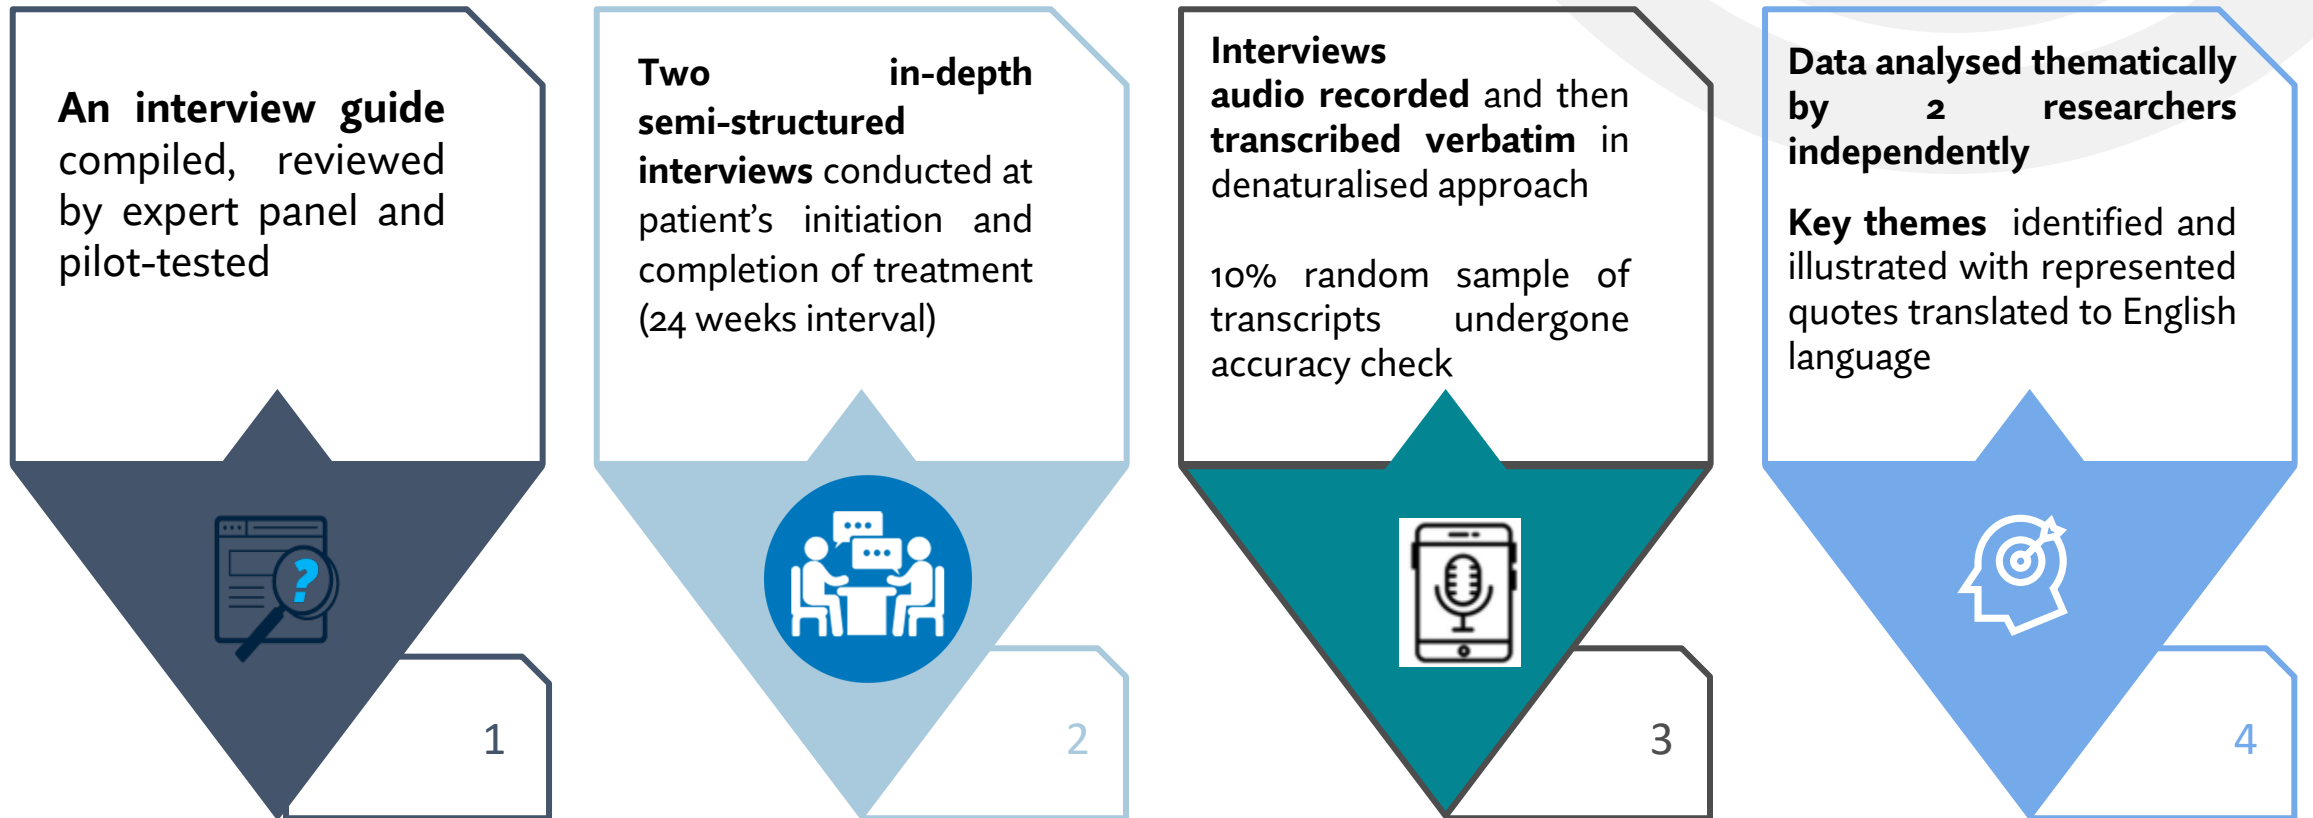 An interview guide
compiled, reviewed
by expert panel and
pilot-tested
1
Two in-depth
semi-structured
interviews conducted at
patient’s initiation and
completion of treatment
(24 weeks interval)
2
Interviews
audio recorded and then
transcribed verbatim in
denaturalised approach
10% random sample of
transcripts undergone
accuracy check
3
Data analysed thematically
by 2 researchers
independently
Key themes identified and
illustrated with represented
quotes translated to English
language
4
?